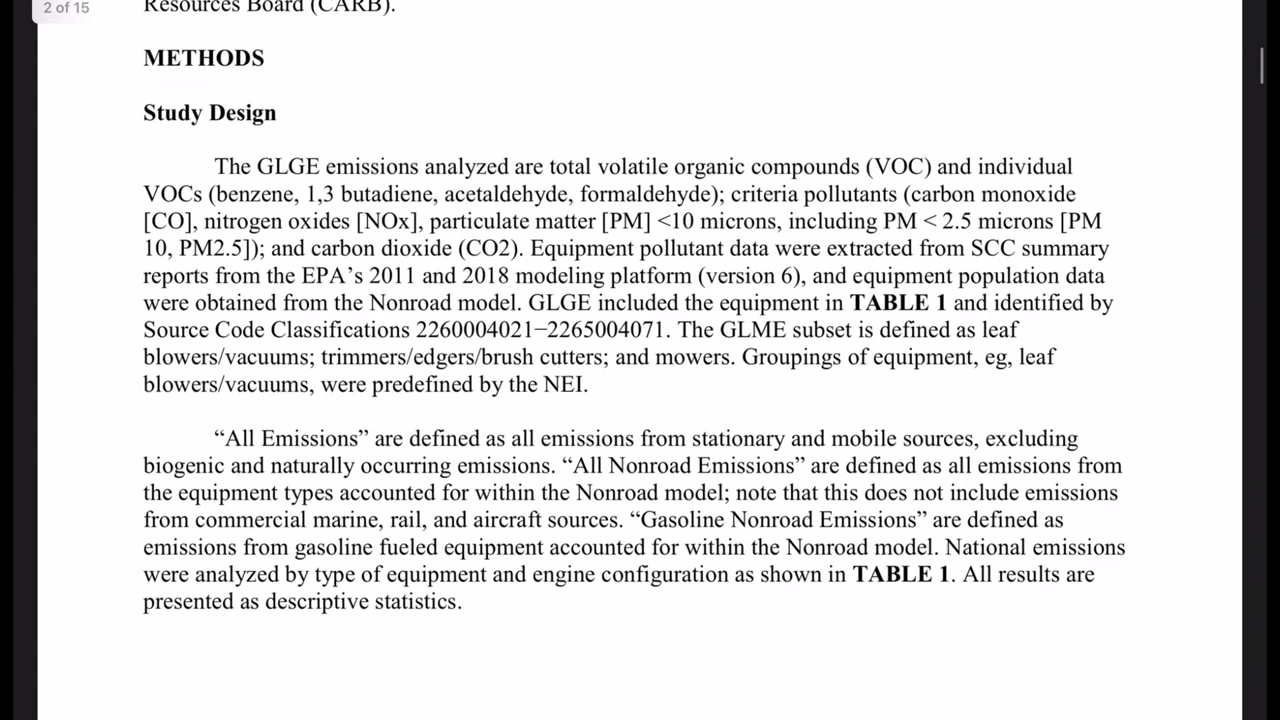 2 of 15
Resources Board (CARB).
METHODS
Study Design
The GLGE emissions analyzed are total volatile organic compounds (VOC) and individual
VOCs (benzene, 1,3 butadiene, acetaldehyde, formaldehyde); criteria pollutants (carbon monoxide
[CO], nitrogen oxides [NOx], particulate matter [PM] <10 microns, including PM < 2.5 microns [PM
10, PM2.5]); and carbon dioxide (CO2). Equipment pollutant data were extracted from SCC summary
reports from the EPA’s 2011 and 2018 modeling platform (version 6), and equipment population data
were obtained from the Nonroad model. GLGE included the equipment in TABLE 1 and identified by
Source Code Classifications 2260004021−2265004071. The GLME subset is defined as leaf
blowers/vacuums; trimmers/edgers/brush cutters; and mowers. Groupings of equipment, eg, leaf
blowers/vacuums, were predefined by the NEI.
“All Emissions” are defined as all emissions from stationary and mobile sources, excluding
biogenic and naturally occurring emissions. “All Nonroad Emissions” are defined as all emissions from
the equipment types accounted for within the Nonroad model; note that this does not include emissions
from commercial marine, rail, and aircraft sources. “Gasoline Nonroad Emissions” are defined as
emissions from gasoline fueled equipment accounted for within the Nonroad model. National emissions
were analyzed by type of equipment and engine configuration as shown in TABLE 1. All results are
presented as descriptive statistics.